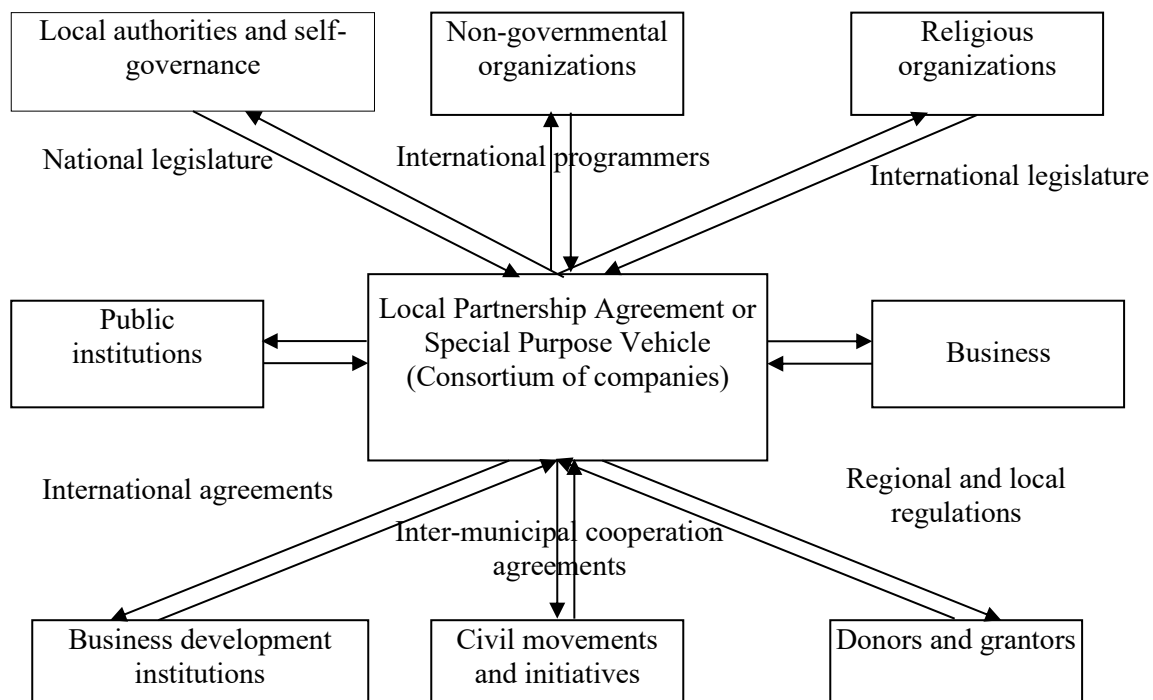 Local authorities and self-
governance
Non-governmental
organizations
Religious
organizations
National legislature
International programmers
International legislature
Public
institutions
Local Partnership Agreement or
Special Purpose Vehicle
(Consortium of companies)
Business
International agreements
Inter-municipal cooperation
agreements
Regional and local
regulations
Business development
institutions
Civil movements
and initiatives
Donors and grantors